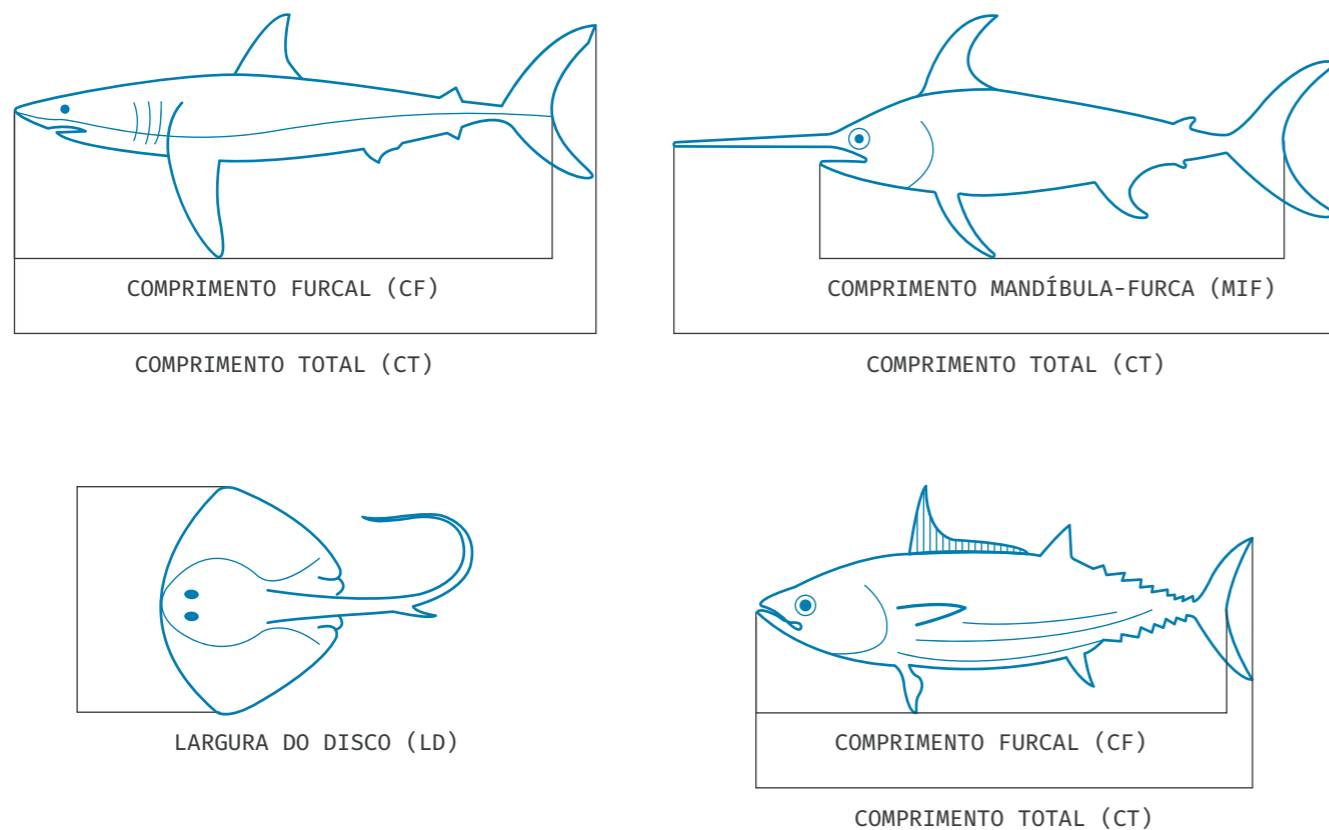 COMPRIMENTO FURCAL (CF)
COMPRIMENTO TOTAL (CT)
COMPRIMENTO MANDÍBULA-FURCA (MIF)
COMPRIMENTO TOTAL (CT)
LARGURA DO DISCO (LD)
COMPRIMENTO FURCAL (CF)
COMPRIMENTO TOTAL (CT)